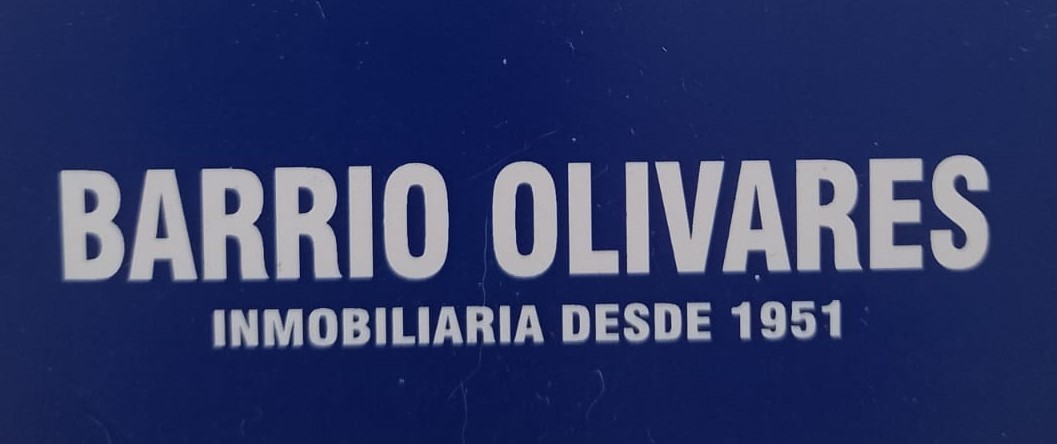 BARRIO OLIVARES
INMOBILIARIA DESDE 1951